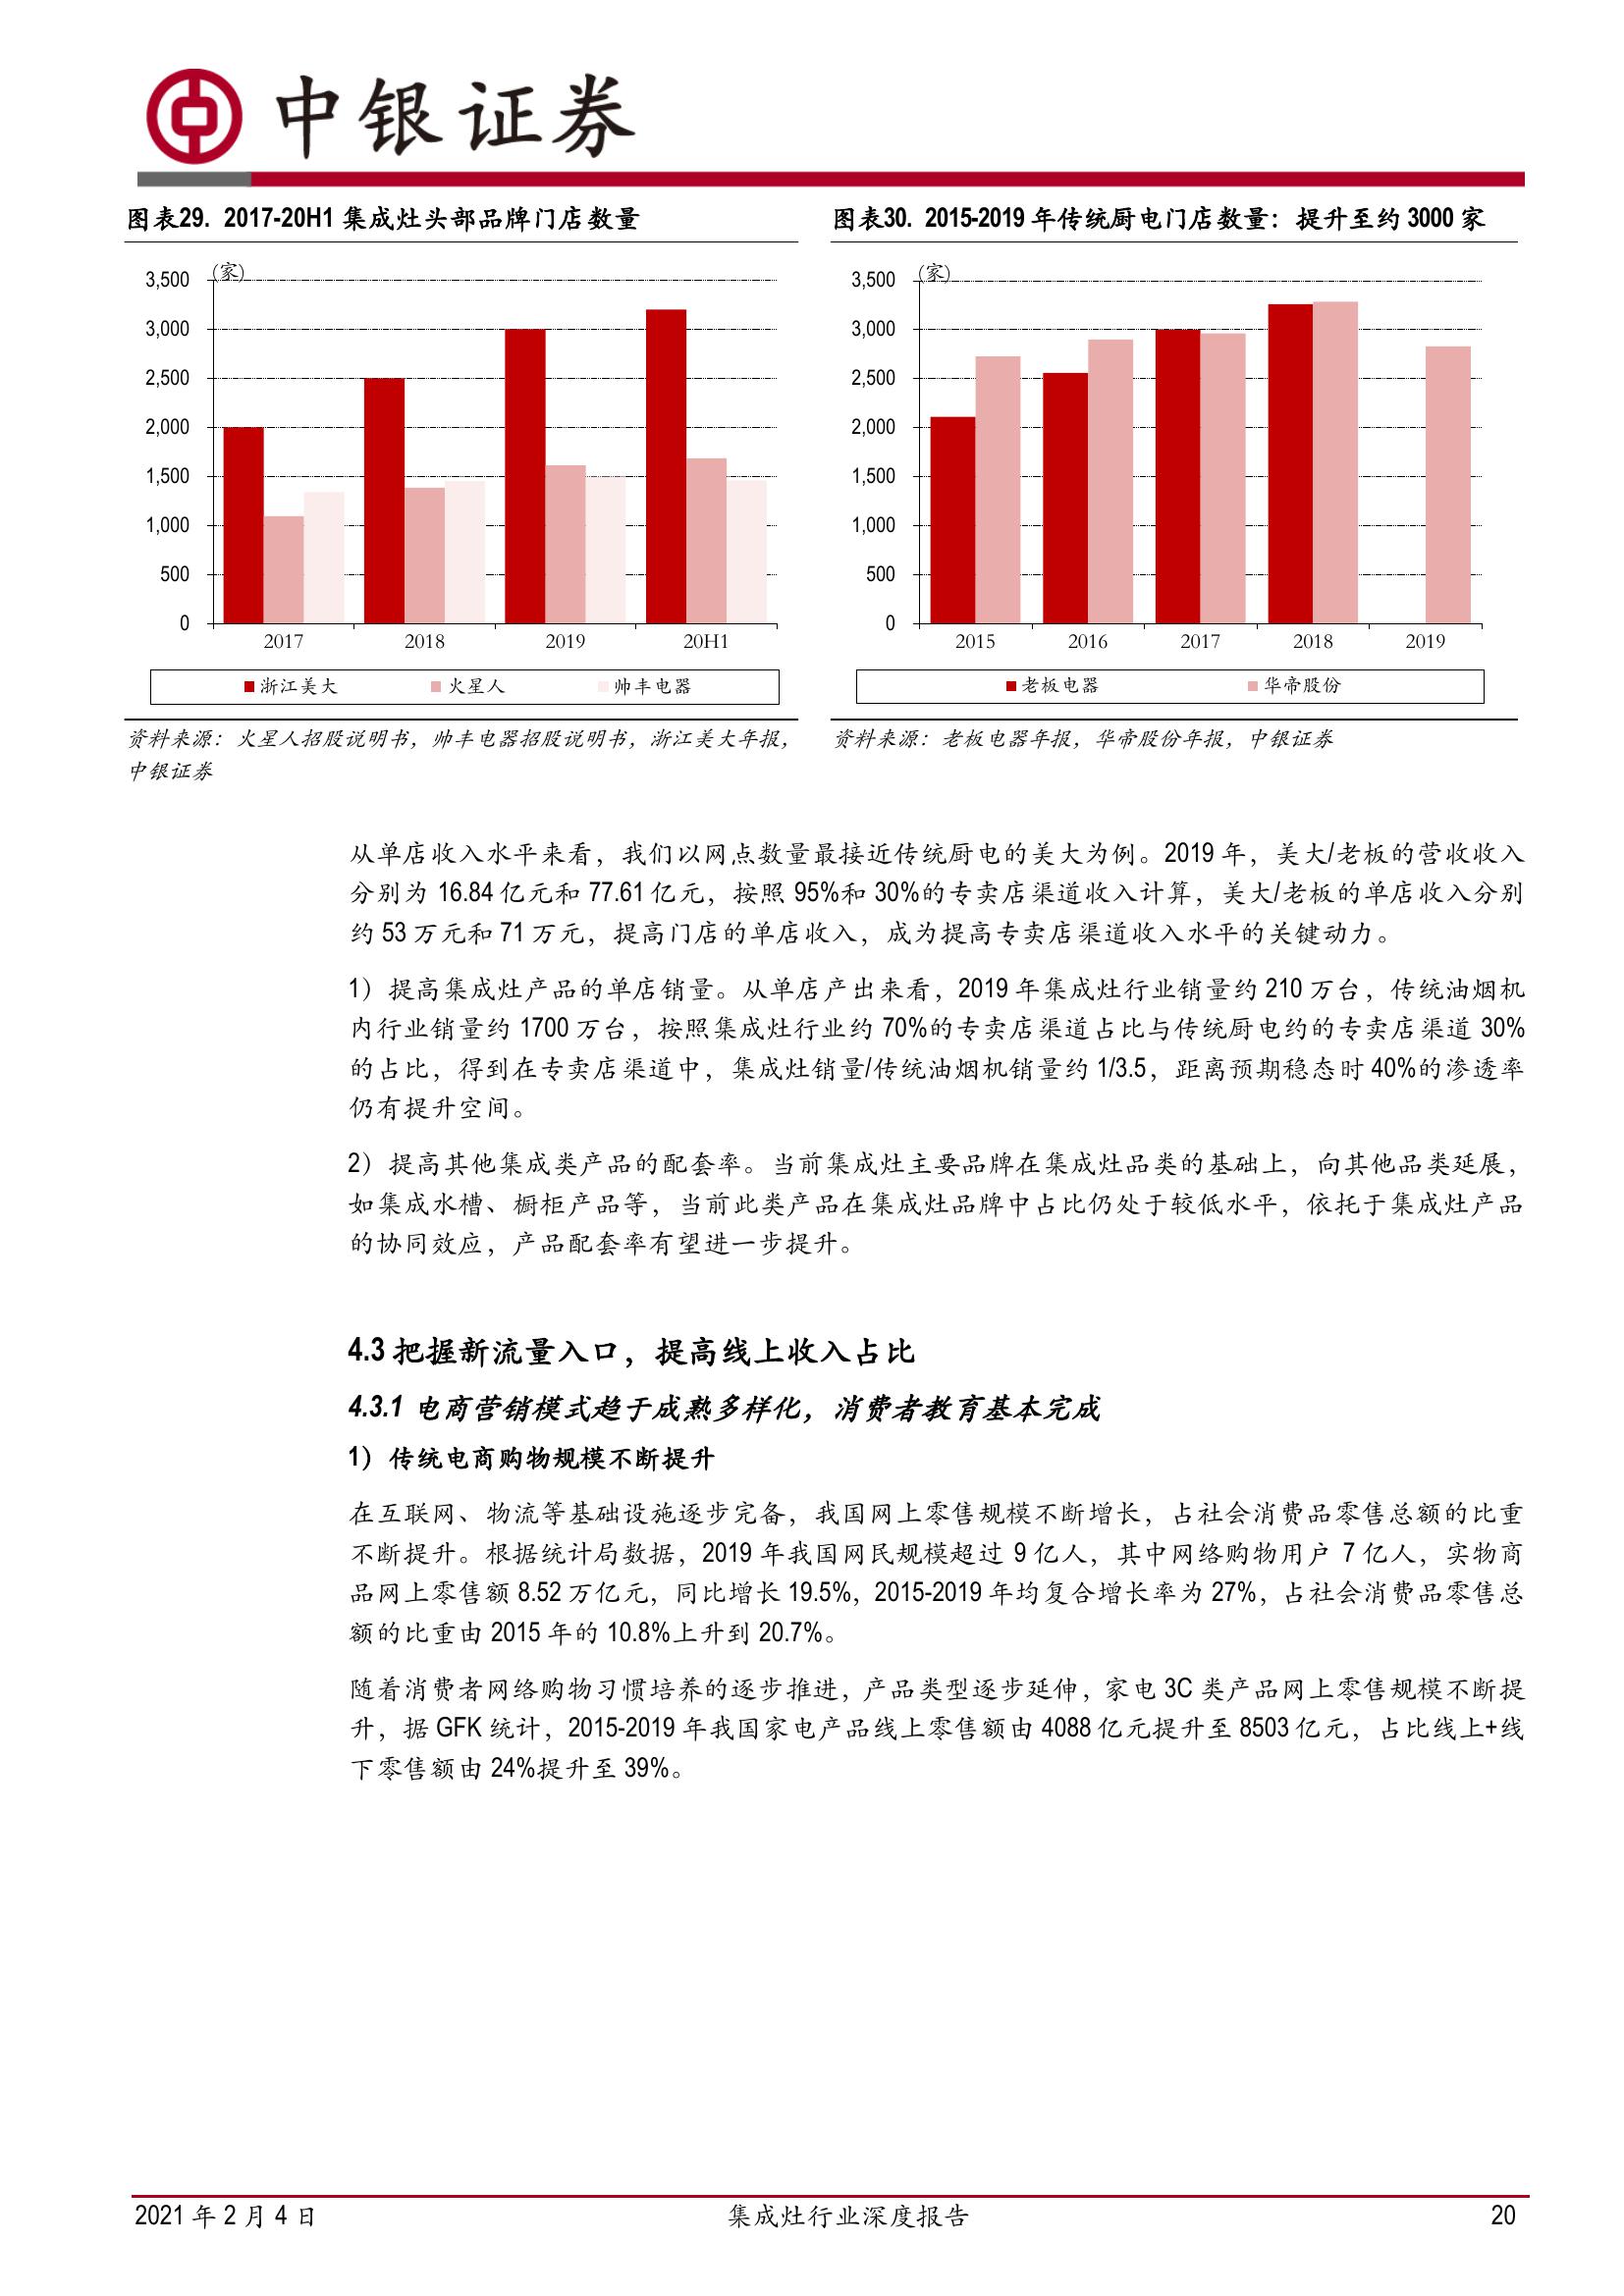 中银证券
图表29. 2017-20H1 集成灶头部品牌门店数量
(家)
3,500
3,000
2,500
2,000
1,500
1,000
500
0
2017 2018 2019 20H1
浙江美大 火星人 帅丰电器
资料来源：火星人招股说明书，帅丰电器招股说明书，浙江美大年报，
中银证券
图表30. 2015-2019 年传统厨电门店数量：提升至约 3000 家
(家)
3,500
3,000
2,500
2,000
1,500
1,000
500
0
2015 2016 2017 2018 2019
老板电器 华帝股份
资料来源：老板电器年报，华帝股份年报，中银证券
从单店收入水平来看，我们以网点数量最接近传统厨电的美大为例。2019 年，美大/老板的营收收入
分别为 16.84 亿元和 77.61 亿元，按照 95%和 30%的专卖店渠道收入计算，美大/老板的单店收入分别
约 53 万元和 71 万元，提高门店的单店收入，成为提高专卖店渠道收入水平的关键动力。
1）提高集成灶产品的单店销量。从单店产出来看，2019 年集成灶行业销量约 210 万台，传统油烟机
内行业销量约 1700 万台，按照集成灶行业约 70%的专卖店渠道占比与传统厨电约的专卖店渠道 30%
的占比，得到在专卖店渠道中，集成灶销量/传统油烟机销量约 1/3.5，距离预期稳态时 40%的渗透率
仍有提升空间。
2）提高其他集成类产品的配套率。当前集成灶主要品牌在集成灶品类的基础上，向其他品类延展，
如集成水槽、橱柜产品等，当前此类产品在集成灶品牌中占比仍处于较低水平，依托于集成灶产品
的协同效应，产品配套率有望进一步提升。
4.3 把握新流量入口，提高线上收入占比
4.3.1 电商营销模式趋于成熟多样化，消费者教育基本完成
1）传统电商购物规模不断提升
在互联网、物流等基础设施逐步完备，我国网上零售规模不断增长，占社会消费品零售总额的比重
不断提升。根据统计局数据，2019 年我国网民规模超过 9 亿人，其中网络购物用户 7 亿人，实物商
品网上零售额 8.52 万亿元，同比增长 19.5%，2015-2019 年均复合增长率为 27%，占社会消费品零售总
额的比重由 2015 年的 10.8%上升到 20.7%。
随着消费者网络购物习惯培养的逐步推进，产品类型逐步延伸，家电 3C 类产品网上零售规模不断提
升，据 GFK 统计，2015-2019 年我国家电产品线上零售额由 4088 亿元提升至 8503 亿元，占比线上+线
下零售额由 24%提升至 39%。
2021 年 2 月 4 日 集成灶行业深度报告 20